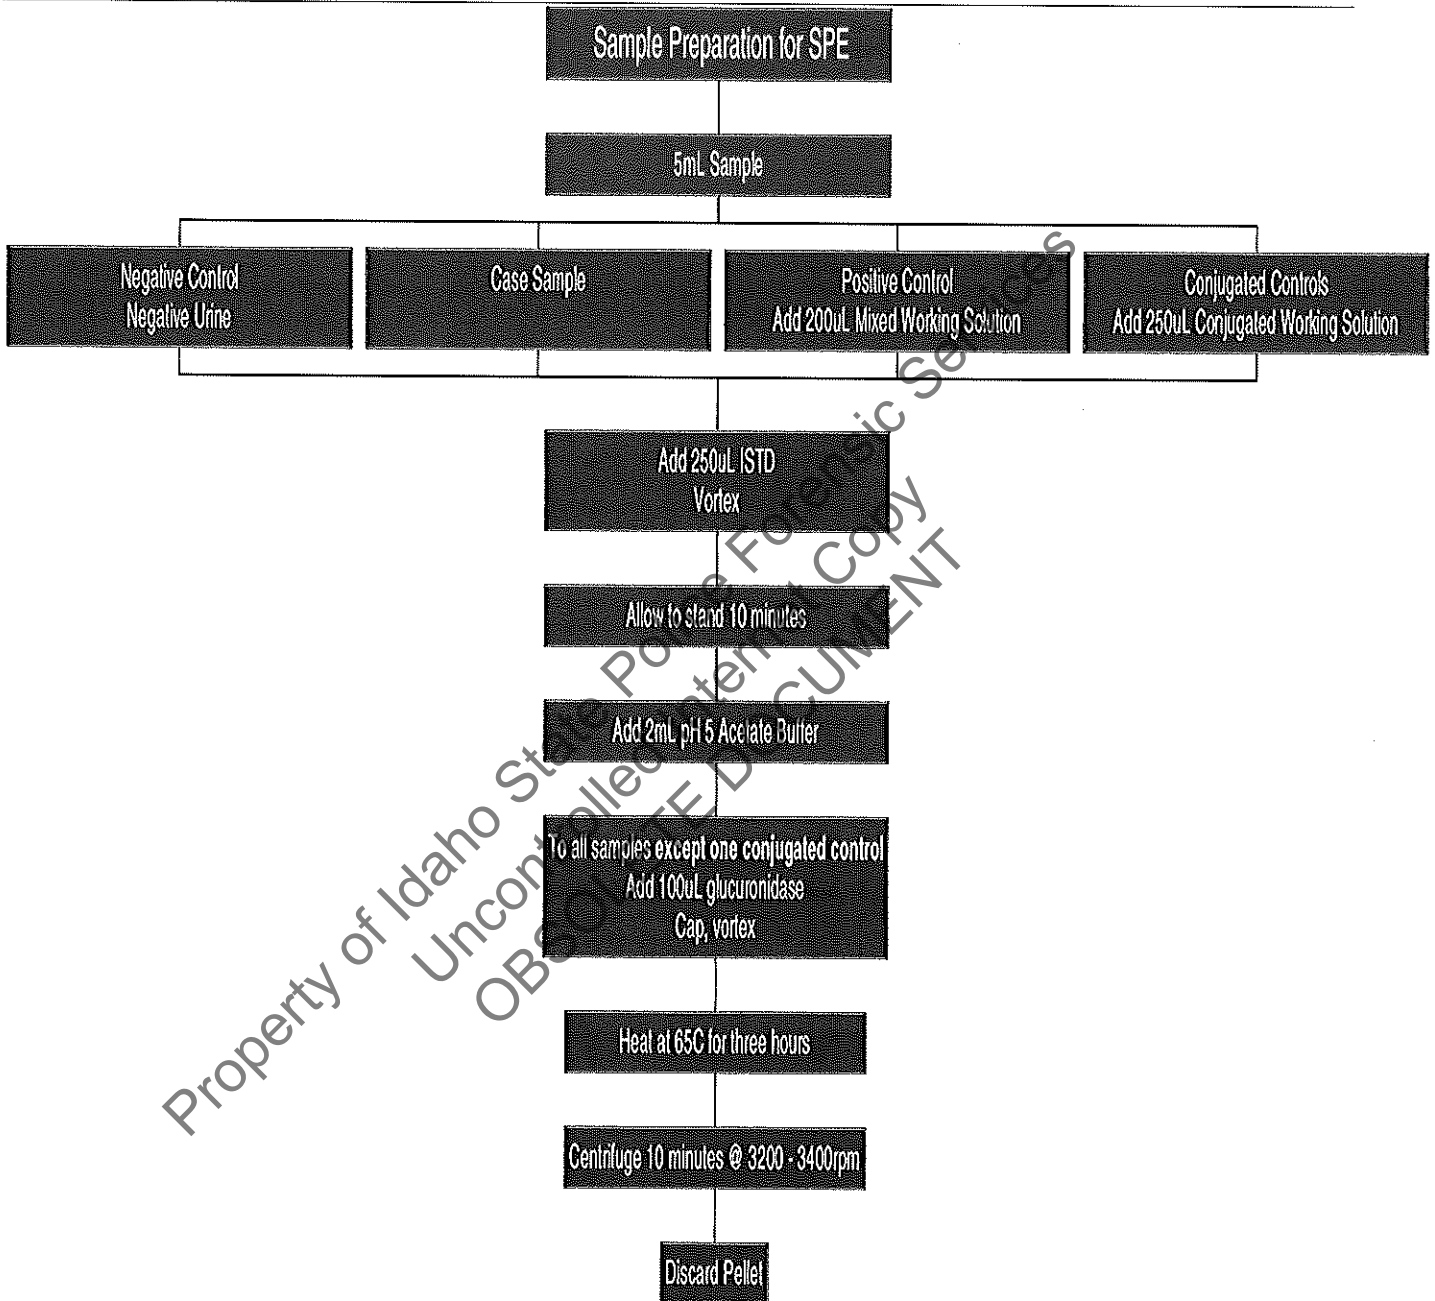 Sample Preparation for SPE
5mL Sample
Negative Control
Negative Urine
Case Sample
Positive Control
Add 200uL Mixed Working Solution
Conjugated Controls
Add 250uL Conjugated Working Solution
Add 250uL ISTD
Vortex
Allow to stand 10 minutes
Add 2mL pH 5 Acetate Buffer
To all samples except one conjugated control
Add 100uL glucuronidase
Cap, vortex
Heat at 65C for three hours
Centrifuge 10 minutes @ 3200 - 3400rpm
Discard Pellet
Property of Idaho State Police Forensic Services
Uncontrolled Internet Copy
OBSOLETE DOCUMENT